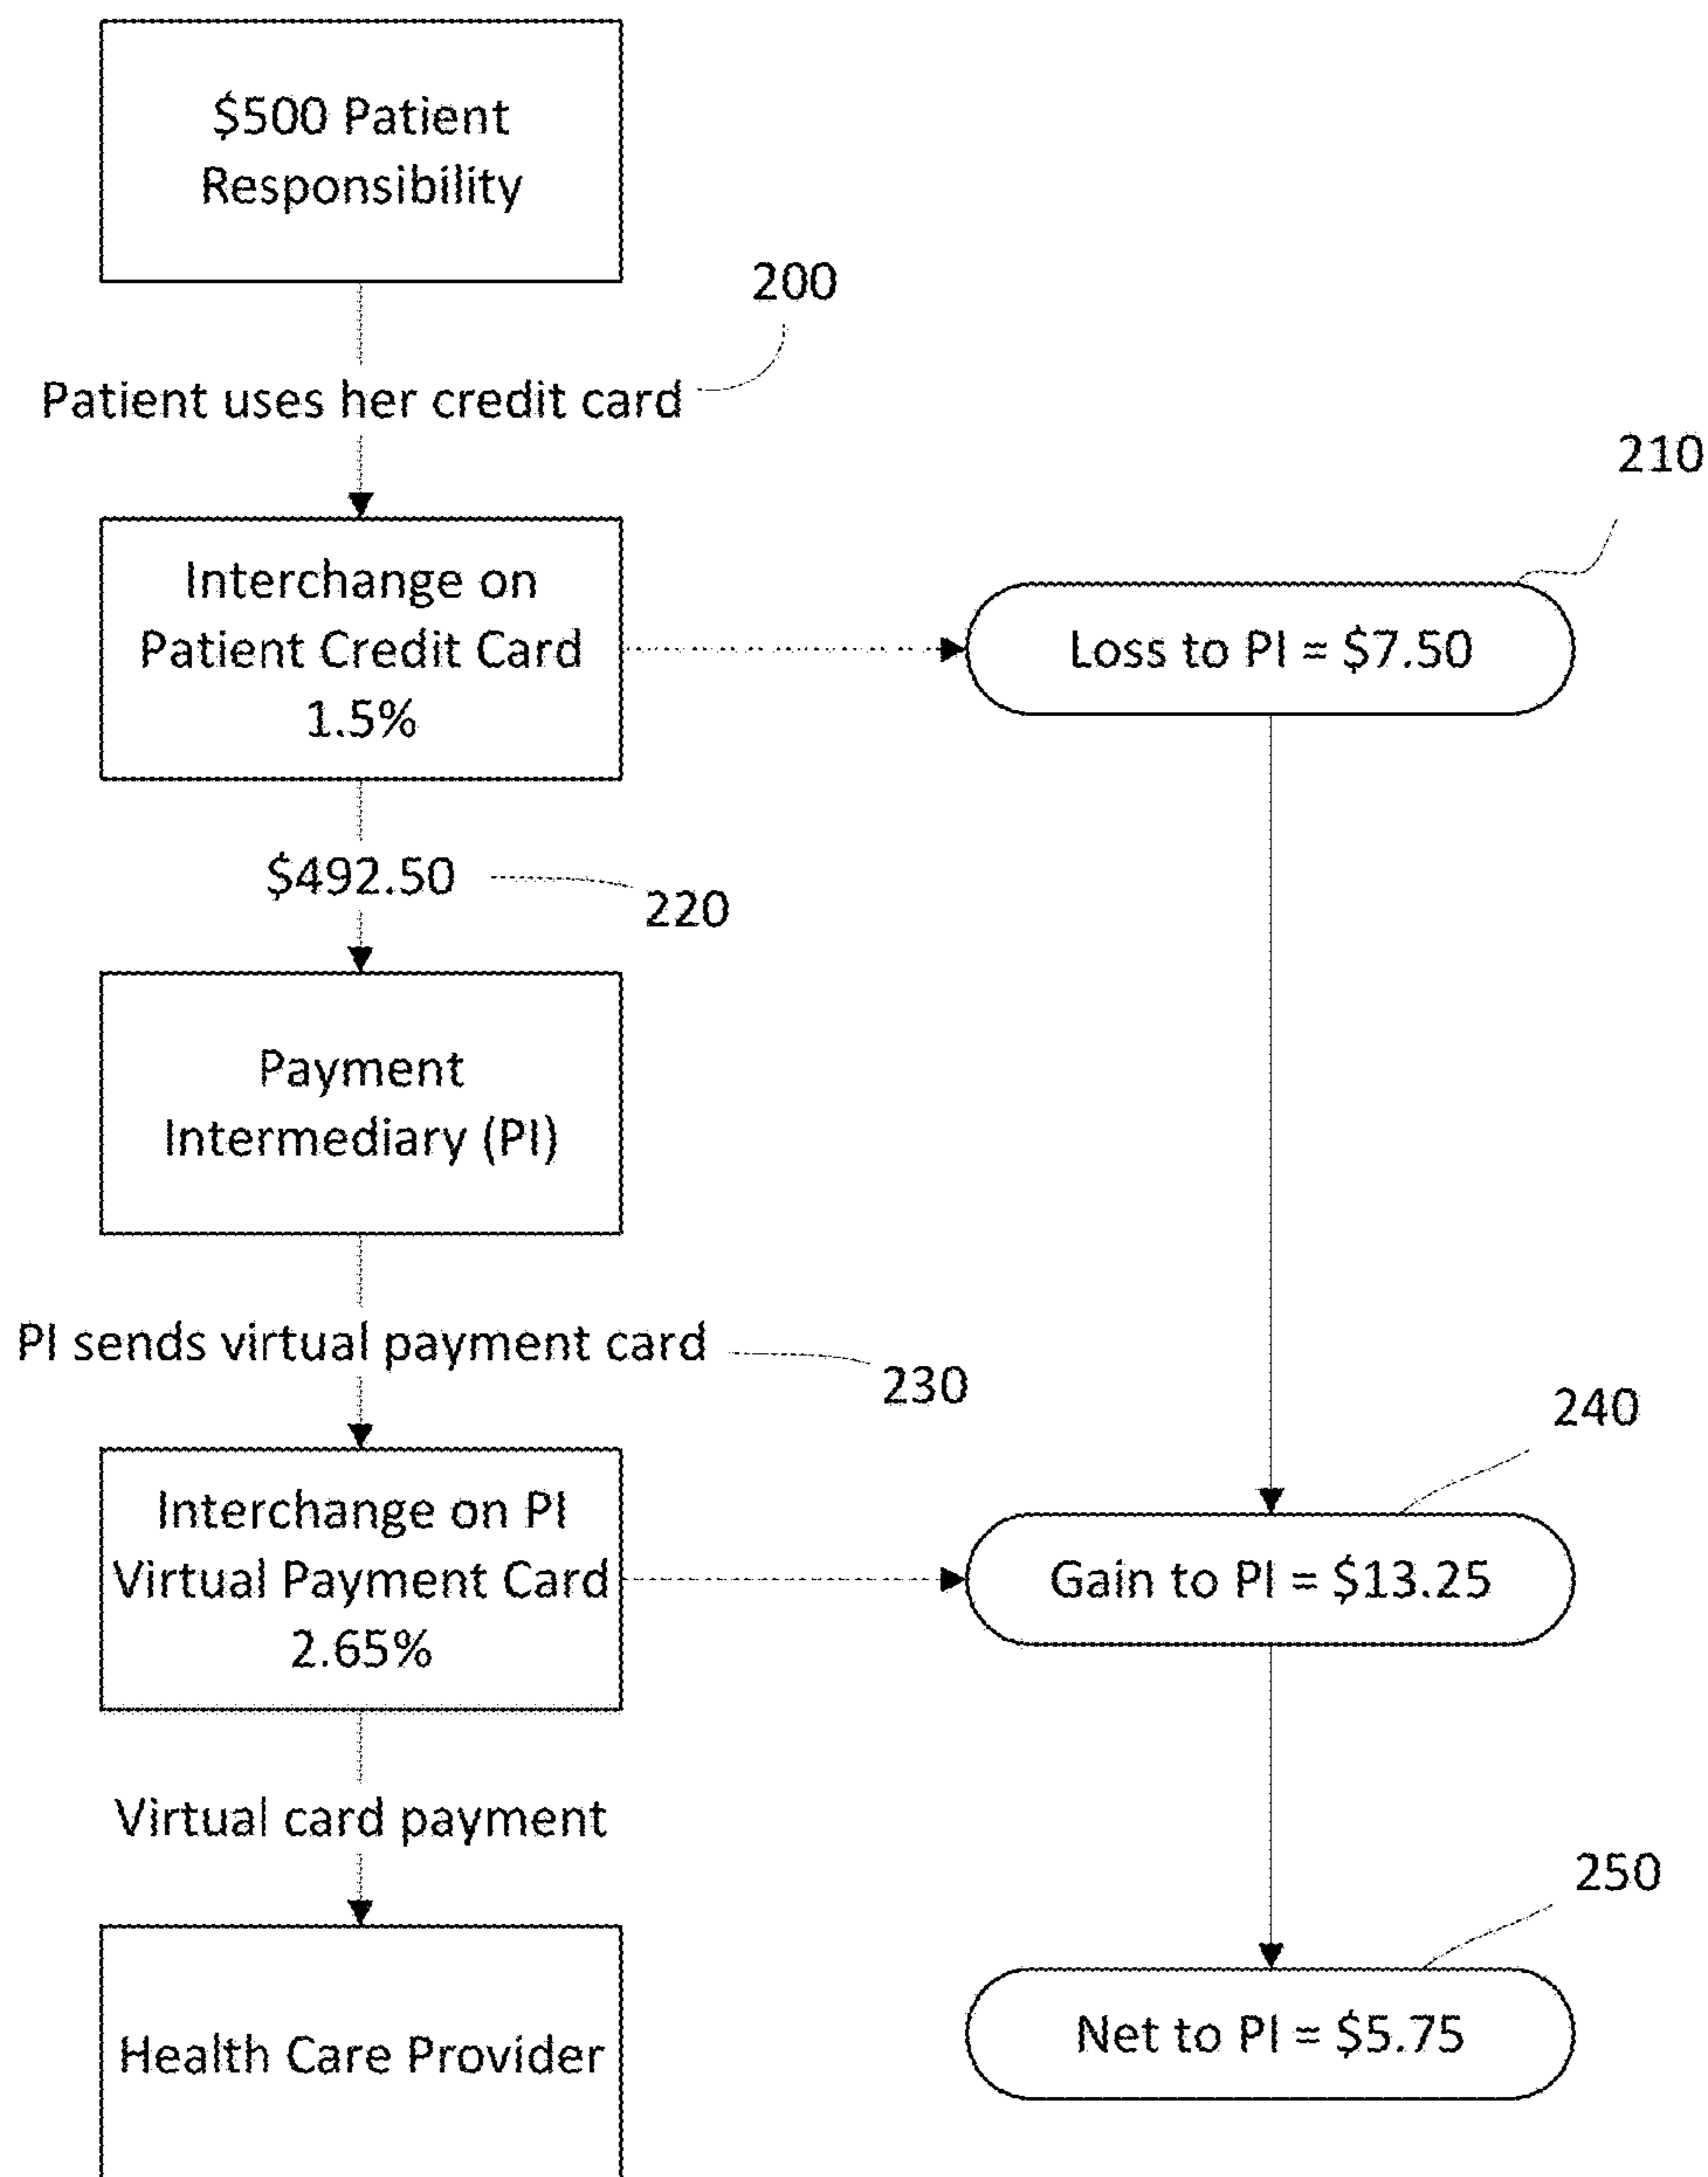 $500 Patient
Responsibility
200
Patient uses her credit card
210
Interchange on
Patient Credit Card
1.5%
Loss to PI = $7.50
$492.50
220
Payment
Intermediary (PI)
PI sends virtual payment card
230
240
Interchange on PI
Virtual Payment Card
2.65%
Gain to PI = $13.25
Virtual card payment
250
Health Care Provider
Net to PI = $5.75